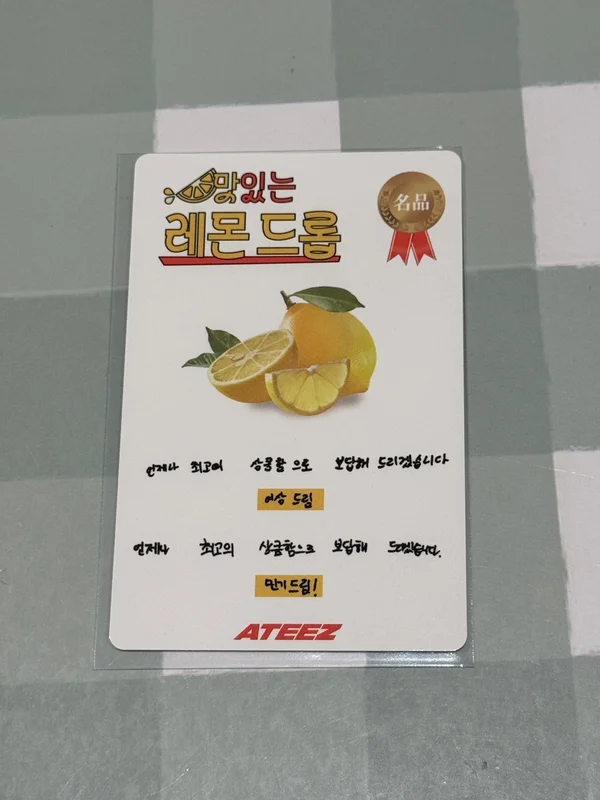 맛있는
레몬 드롭
名品
언제나 최고의 상큼함으로 보답해 드리겠습니다
여상 드림
언제나 최고의 상큼함으로 보답해 드리겠습니다.
민기드림!
ATEEZ